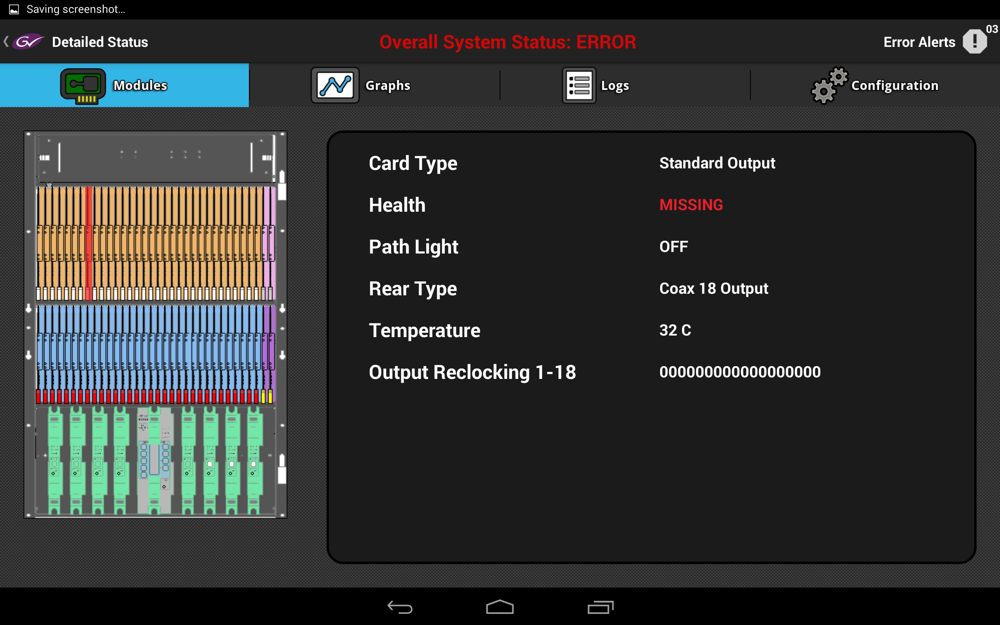 Saving screenshot...
Detailed Status
Overall System Status: ERROR
Error Alerts
03
Modules
Graphs
Logs
Configuration
Card Type
Standard Output
Health
MISSING
Path Light
OFF
Rear Type
Coax 18 Output
Temperature
32 C
Output Reclocking 1-18
000000000000000000